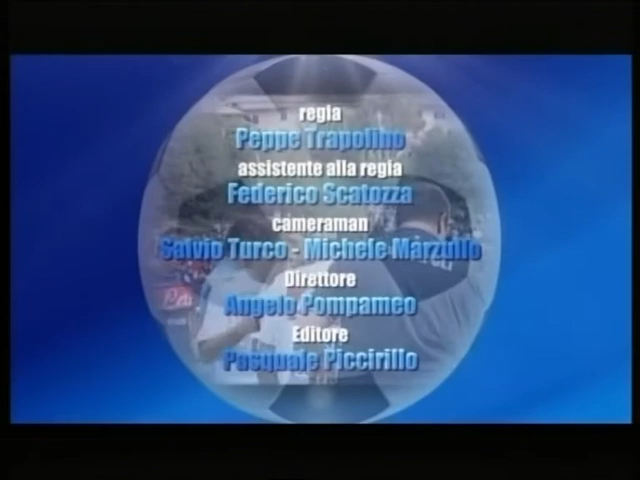 regia
Peppe Trapolino
assistente alla regia
Federico Scatozza
cameraman
Salvio Turco - Michele Marzullo
Direttore
Angelo Pompameo
Editore
Pasquale Piccirillo